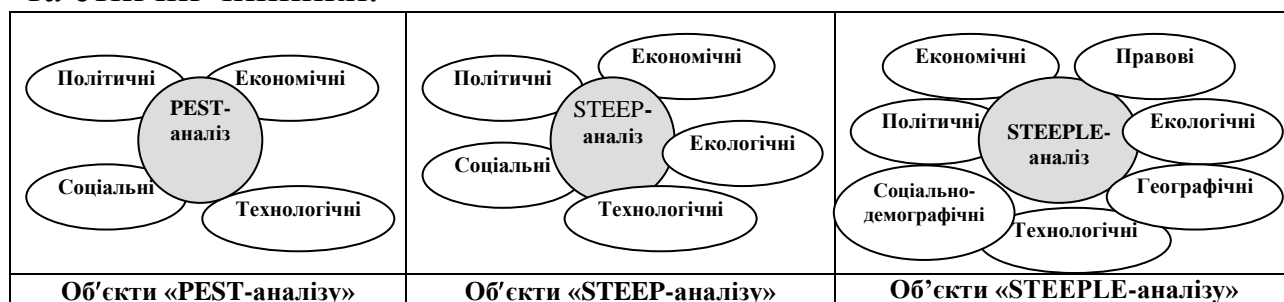 Політичні
Економічні
PEST-
аналіз
Соціальні
Технологічні
Об'єкти «PEST-аналізу»
Економічні
Політичні
STEEP-
аналіз
Екологічні
Соціальні
Технологічні
Об'єкти «STEEP-аналізу»
Економічні
Правові
Політичні
Екологічні
STEEPLE-
аналіз
Географічні
Соціально-
демографічні
Технологічні
Об’єкти «STEEPLE-аналізу»